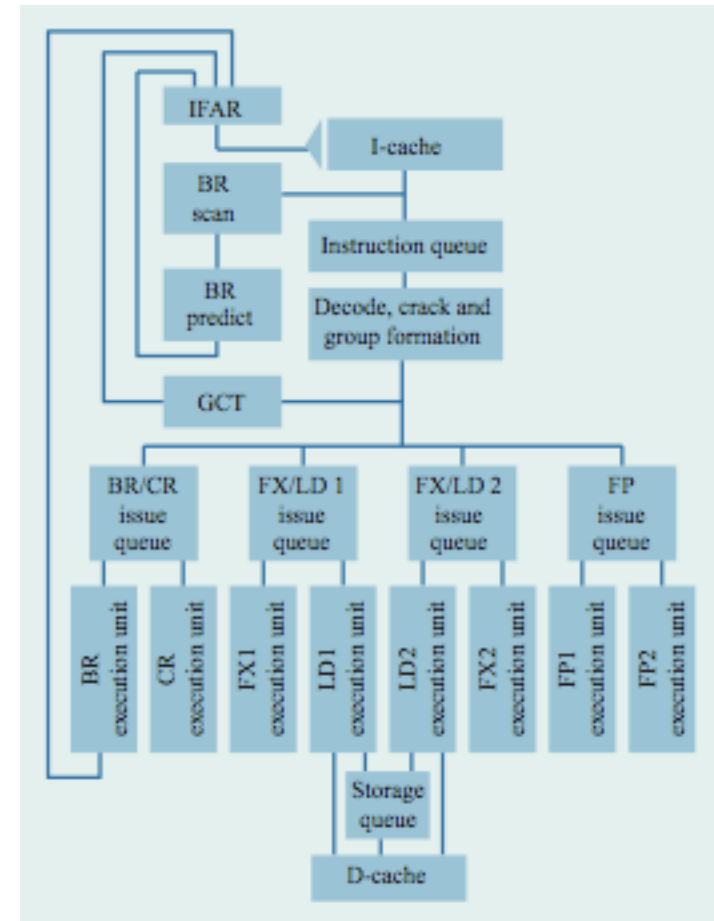 IFAR
I-cache
BR
scan
Instruction queue
BR
predict
Decode, crack and
group formation
GCT
BR/CR
issue
queue
FX/LD 1
issue
queue
FX/LD 2
issue
queue
FP
issue
queue
BR
execution unit
CR
execution unit
FX1
execution unit
LD1
execution unit
LD2
execution unit
FX2
execution unit
FP1
execution unit
FP2
execution unit
Storage
queue
D-cache